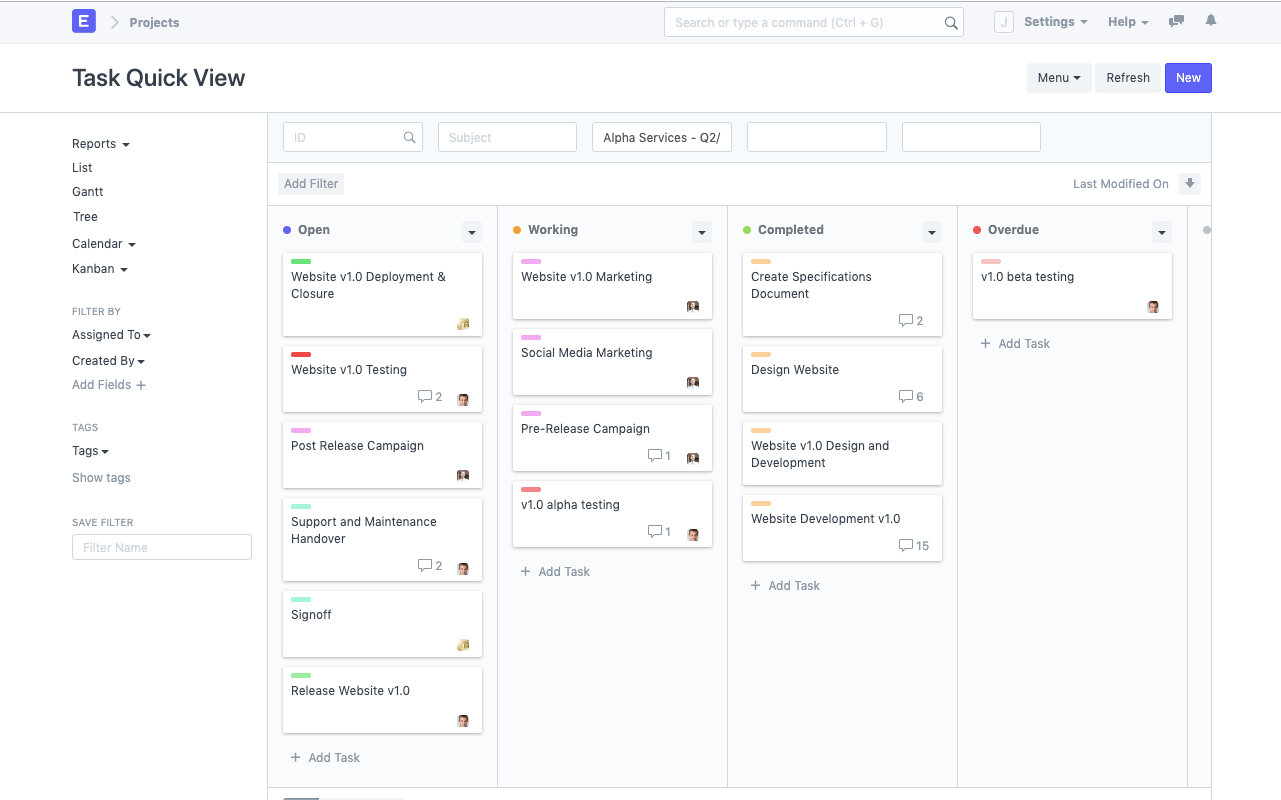 E
Projects
Search or type a command (Ctrl + G)
J
Settings
Help
Task Quick View
Menu
Refresh
New
Reports
List
Gantt
Tree
Calendar
Kanban
FILTER BY
Assigned To
Created By
Add Fields +
TAGS
Tags
Show tags
SAVE FILTER
Filter Name
ID
Subject
Alpha Services - Q2/
Add Filter
Last Modified On
Open
Website v1.0 Deployment &
Closure
Website v1.0 Testing
2
Post Release Campaign
Support and Maintenance
Handover
2
Signoff
Release Website v1.0
+ Add Task
Working
Website v1.0 Marketing
Social Media Marketing
Pre-Release Campaign
1
v1.0 alpha testing
1
+ Add Task
Completed
Create Specifications
Document
2
Design Website
6
Website v1.0 Design and
Development
Website Development v1.0
15
+ Add Task
Overdue
v1.0 beta testing
+ Add Task